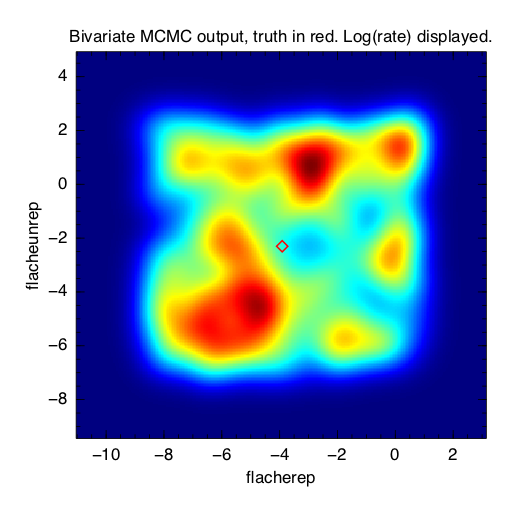 Bivariate MCMC output, truth in red. Log(rate) displayed.
4
2
0
−2
−4
−6
−8
flacheunrep
−10 −8 −6 −4 −2 0 2
flacherep